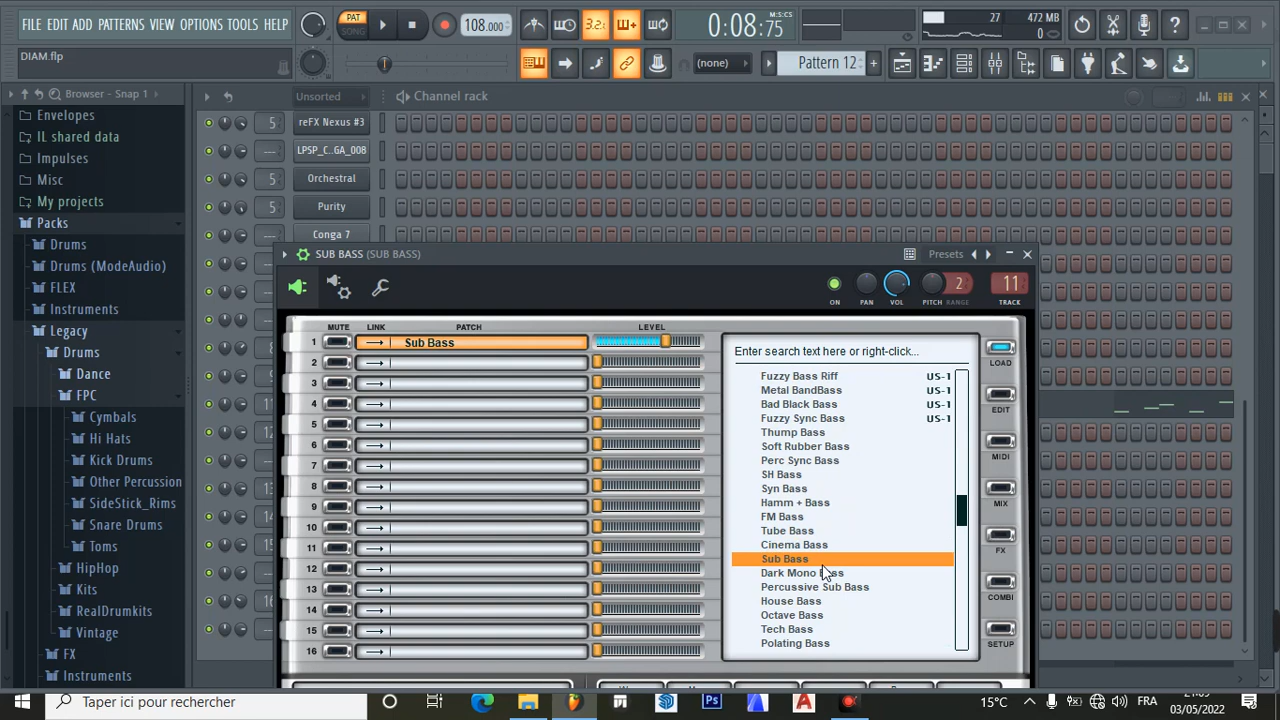 FILE EDIT ADD PATTERNS VIEW OPTIONS TOOLS HELP
PAT
SONG
108.000
3.2.
0:08:75
M:S:CS
27
472 MB
0
DIAM.flp
(none)
Pattern 12
Browser - Snap 1
Unsorted
Channel rack
Envelopes
IL shared data
Impulses
Misc
My projects
Packs
Drums
Drums (ModeAudio)
FLEX
Instruments
Legacy
Drums
Dance
FPC
Cymbals
Hi Hats
Kick Drums
Other Percussion
SideStick_Rims
Snare Drums
Toms
HipHop
Kits
RealDrumkits
Vintage
FX
Instruments
5 reFX Nexus #3
--- LPSP_C...GA_008
--- Orchestral
5 Purity
--- Conga 7
SUB BASS (SUB BASS)
Presets
ON PAN VOL PITCH RANGE 2
11 TRACK
MUTE LINK PATCH LEVEL
1 Sub Bass
2
3
4
5
6
7
8
9
10
11
12
13
14
15
16
Enter search text here or right-click...
Fuzzy Bass Riff US-1
Metal BandBass US-1
Bad Black Bass US-1
Fuzzy Sync Bass US-1
Thump Bass
Soft Rubber Bass
Perc Sync Bass
SH Bass
Syn Bass
Hamm + Bass
FM Bass
Tube Bass
Cinema Bass
Sub Bass
Dark Mono
Percussive Sub Bass
House Bass
Octave Bass
Tech Bass
Polating Bass
LOAD
EDIT
MIDI
MIX
FX
COMBI
SETUP
Taper ici pour rechercher
15°C
FRA
03/05/2022